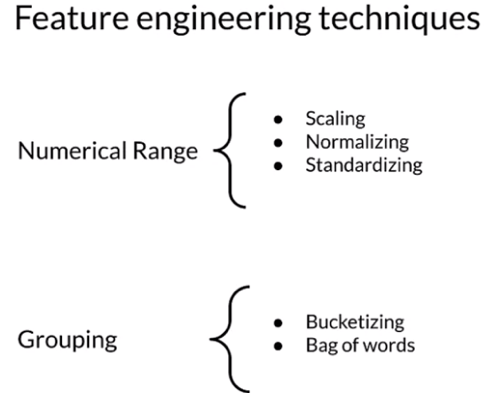 Feature engineering techniques
Numerical Range
• Scaling
• Normalizing
• Standardizing
Grouping
• Bucketizing
• Bag of words